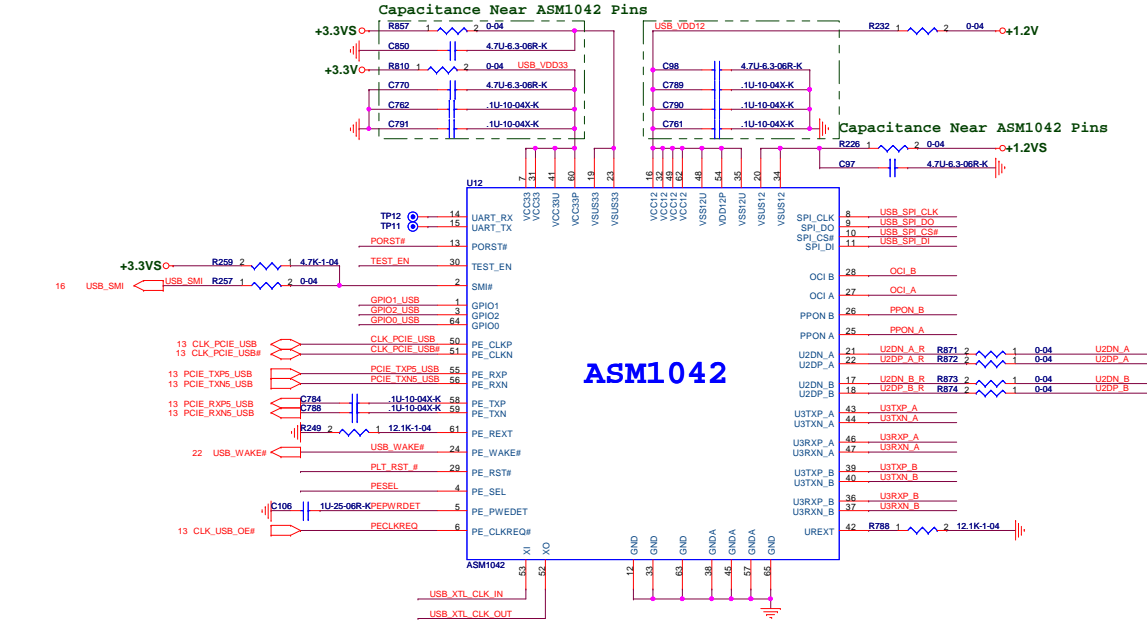 Capacitance Near ASM1042 Pins
+3.3VS R857 1 2 0-04
C850 4.7U-6.3-06R-K
+3.3V R810 1 2 0-04 USB_VDD33
C770 4.7U-6.3-06R-K
C762 .1U-10-04X-K
C791 .1U-10-04X-K
USB_VDD12 R232 1 2 0-04 +1.2V
C98 4.7U-6.3-06R-K
C789 .1U-10-04X-K
C790 .1U-10-04X-K
C761 .1U-10-04X-K
Capacitance Near ASM1042 Pins
R226 1 2 0-04 +1.2VS
C97 4.7U-6.3-06R-K
7 31 41 60 19 23 16 32 49 62 48 54 35 20 34
U12
VCC33 VCC33 VCC33U VCC33P VSUS33 VSUS33 VCC12 VCC12 VCC12 VCC12 VSS12U VDD12P VSS12U VSUS12 VSUS12
TP12 14 UART_RX
TP11 15 UART_TX
PORST# 13 PORST#
TEST_EN 30 TEST_EN
+3.3VS R259 2 1 4.7K-1-04
16 USB_SMI USB_SMI R257 1 2 0-04 2 SMI#
GPIO1_USB 1 GPIO1
GPIO2_USB 3 GPIO2
GPIO0_USB 64 GPIO0
13 CLK_PCIE_USB CLK_PCIE_USB 50 PE_CLKP
13 CLK_PCIE_USB# CLK_PCIE_USB# 51 PE_CLKN
13 PCIE_TXP5_USB PCIE_TXP5_USB 55 PE_RXP
13 PCIE_TXN5_USB PCIE_TXN5_USB 56 PE_RXN
13 PCIE_RXP5_USB C784 .1U-10-04X-K 58 PE_TXP
13 PCIE_RXN5_USB C788 .1U-10-04X-K 59 PE_TXN
R249 2 1 12.1K-1-04 61 PE_REXT
22 USB_WAKE# USB_WAKE# 24 PE_WAKE#
PLT_RST_# 29 PE_RST#
PESEL 4 PE_SEL
C106 1U-25-06R-K PEPWRDET 5 PE_PWEDET
13 CLK_USB_OE# PECLKREQ 6 PE_CLKREQ#
ASM1042
SPI_CLK 8 USB_SPI_CLK
SPI_DO 9 USB_SPI_DO
SPI_CS# 10 USB_SPI_CS#
SPI_DI 11 USB_SPI_DI
OCI B 28 OCI_B
OCI A 27 OCI_A
PPON B 26 PPON_B
PPON A 25 PPON_A
U2DN_A 21 U2DN_A_R R871 2 1 0-04 U2DN_A
U2DP_A 22 U2DP_A_R R872 2 1 0-04 U2DP_A
U2DN_B 17 U2DN_B_R R873 2 1 0-04 U2DN_B
U2DP_B 18 U2DP_B_R R874 2 1 0-04 U2DP_B
U3TXP_A 43 U3TXP_A
U3TXN_A 44 U3TXN_A
U3RXP_A 46 U3RXP_A
U3RXN_A 47 U3RXN_A
U3TXP_B 39 U3TXP_B
U3TXN_B 40 U3TXN_B
U3RXP_B 36 U3RXP_B
U3RXN_B 37 U3RXN_B
UREXT 42 R788 1 2 12.1K-1-04
XI XO GND GND GND GNDA GNDA GNDA GND
ASM1042
53 52 12 33 63 38 45 57 65
USB_XTL_CLK_IN
USB_XTL_CLK_OUT